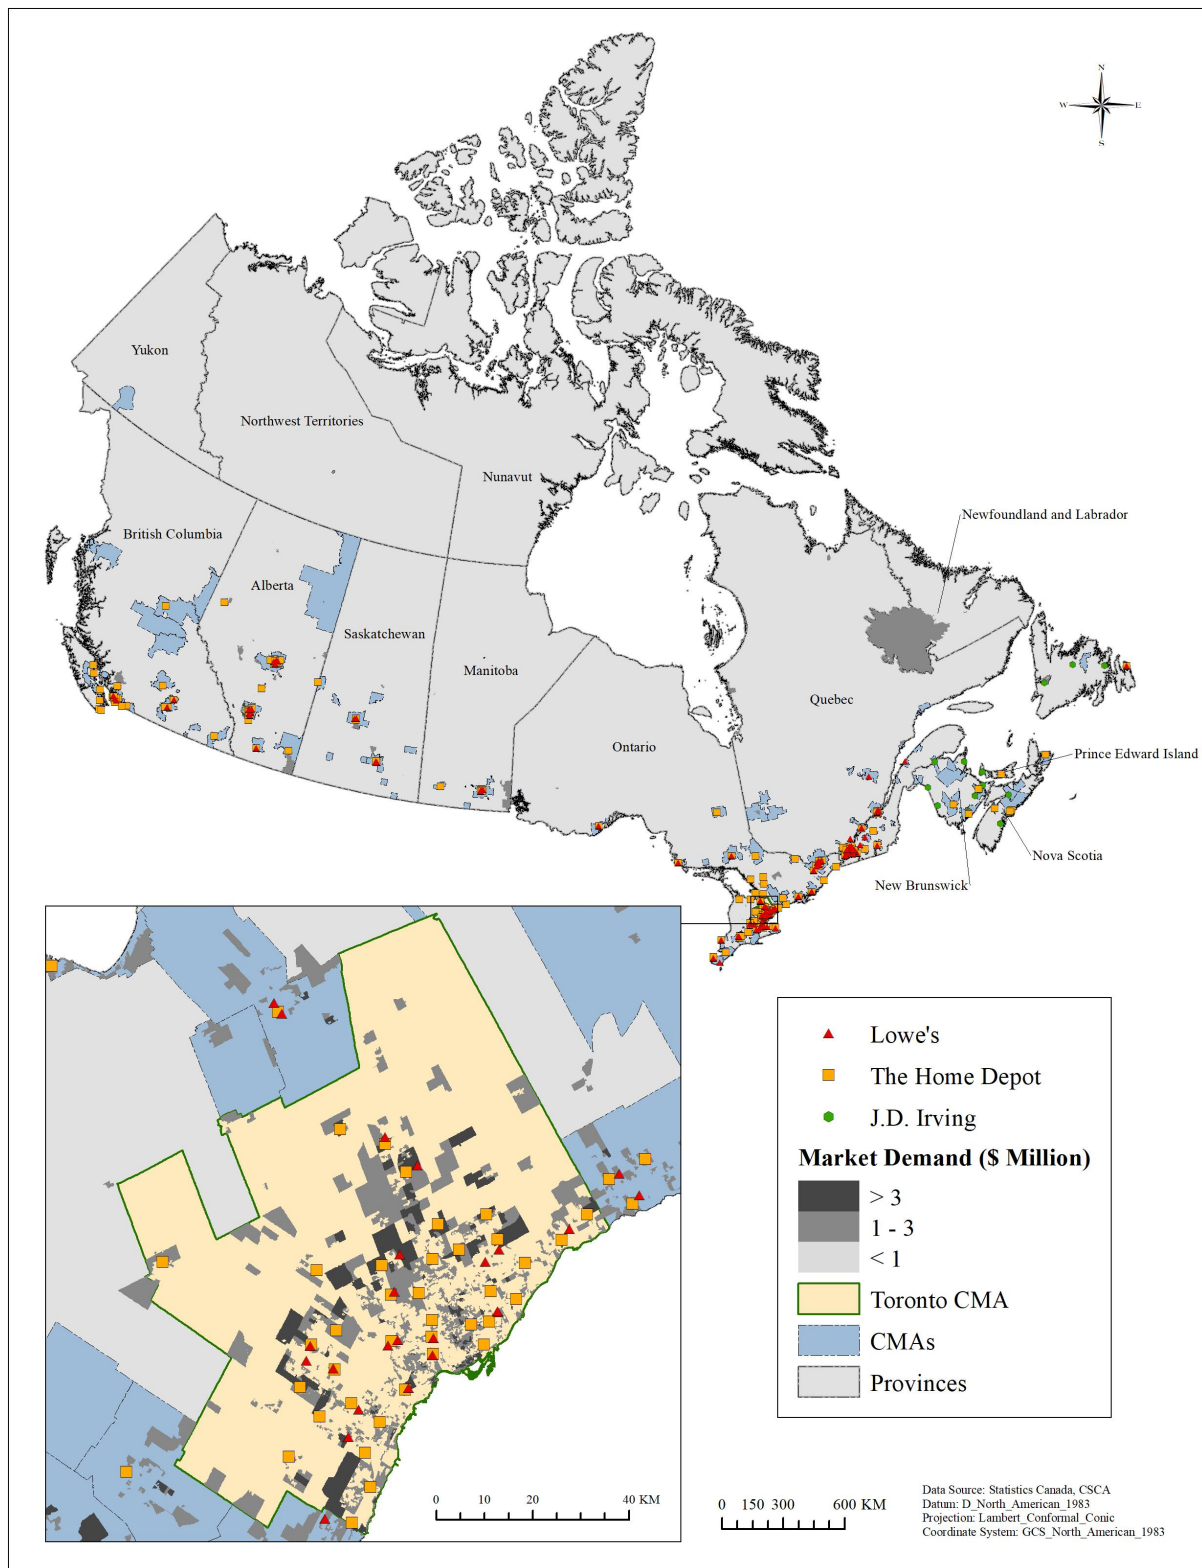 N
W E
S
Yukon
Northwest Territories
Nunavut
British Columbia
Newfoundland and Labrador
Alberta
Saskatchewan
Manitoba
Quebec
Ontario
Prince Edward Island
Nova Scotia
New Brunswick
Lowe's
The Home Depot
J.D. Irving
Market Demand ($ Million)
> 3
1 - 3
< 1
Toronto CMA
CMAs
Provinces
0 10 20 40 KM
0 150 300 600 KM
Data Source: Statistics Canada, CSCA
Datum: D_North_American_1983
Projection: Lambert_Conformal_Conic
Coordinate System: GCS_North_American_1983